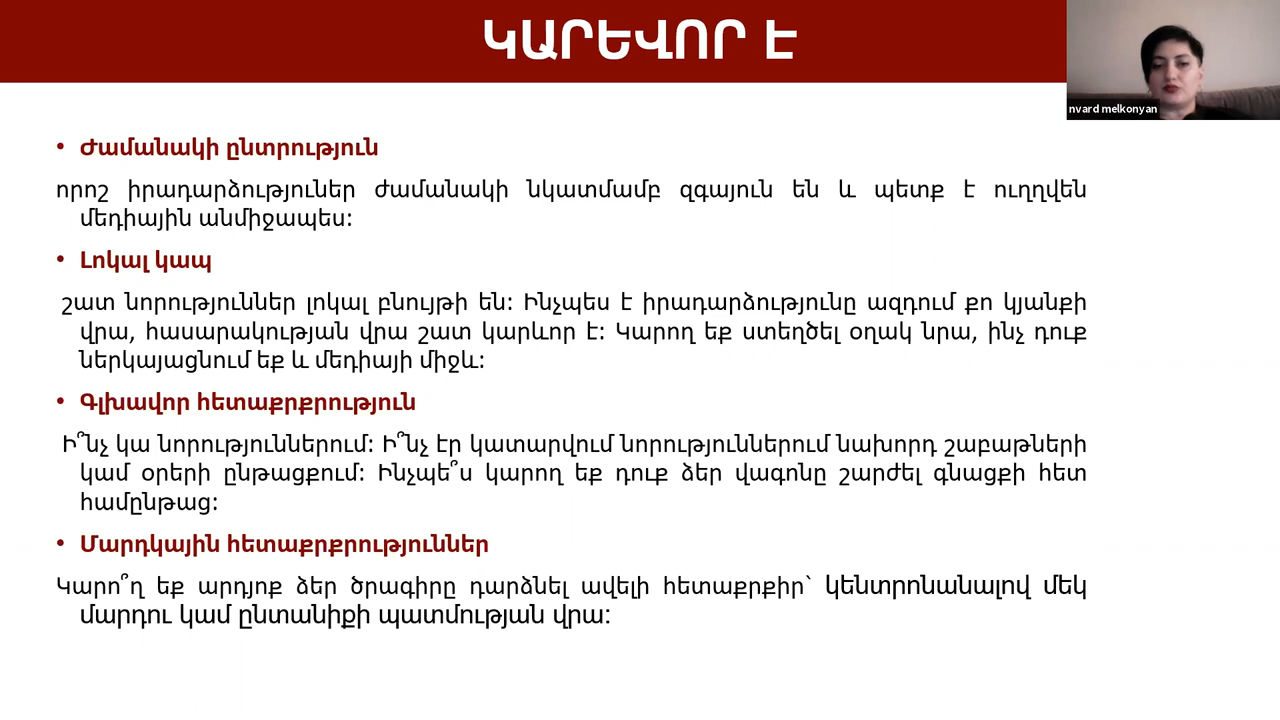 ԿԱՐԵՎՈՐ Է
nvard melkonyan
• Ժամանակի ընտրություն
որոշ իրադարձություներ ժամանակի նկատմամբ զգայուն են և պետք է ուղղվեն
մեդիային անմիջապես:
• Լոկալ կապ
շատ նորություններ լոկալ բնույթի են: Ինչպես է իրադարձությունը ազդում քո կյանքի
վրա, հասարակության վրա շատ կարևոր է: Կարող եք ստեղծել օղակ նրա, ինչ դուք
ներկայացնում եք և մեդիայի միջև:
• Գլխավոր հետաքրքրություն
Ի՞նչ կա նորություններում: Ի՞նչ էր կատարվում նորություններում նախորդ շաբաթների
կամ օրերի ընթացքում: Ինչպե՞ս կարող եք դուք ձեր վագոնը շարժել գնացքի հետ
համընթաց:
• Մարդկային հետաքրքրություններ
Կարո՞ղ եք արդյոք ձեր ծրագիրը դարձնել ավելի հետաքրքիր՝ կենտրոնանալով մեկ
մարդու կամ ընտանիքի պատմության վրա: